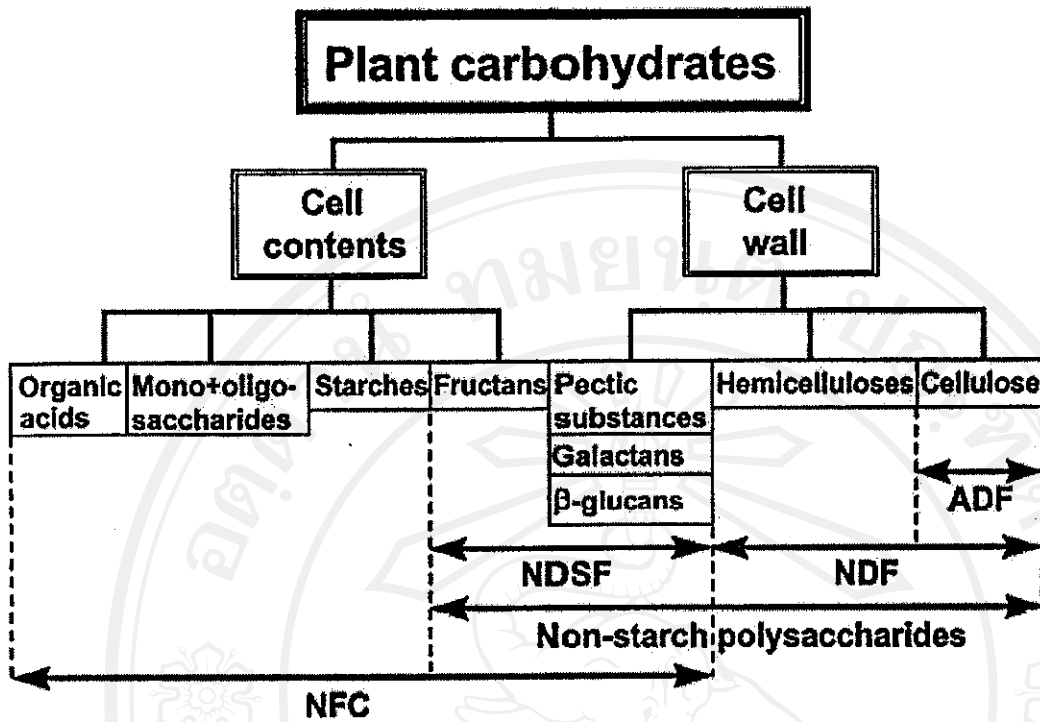 Plant carbohydrates
Cell
contents
Cell
wall
Organic
acids
Mono+oligo-
saccharides
Starches
Fructans
Pectic
substances
Galactans
β-glucans
Hemicelluloses
Cellulose
ADF
NDSF
NDF
Non-starch polysaccharides
NFC